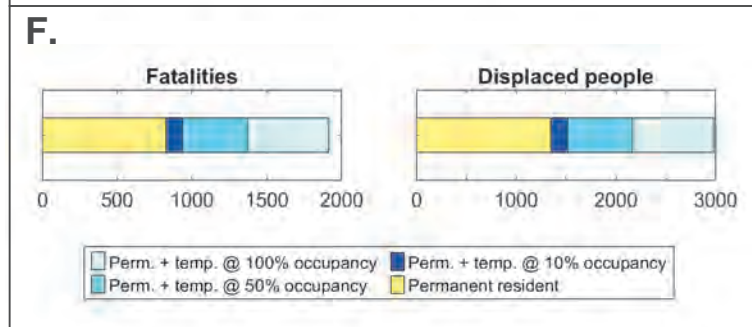 F.
Fatalities
Displaced people
0 500 1000 1500 2000
0 1000 2000 3000
Perm. + temp. @ 100% occupancy
Perm. + temp. @ 10% occupancy
Perm. + temp. @ 50% occupancy
Permanent resident